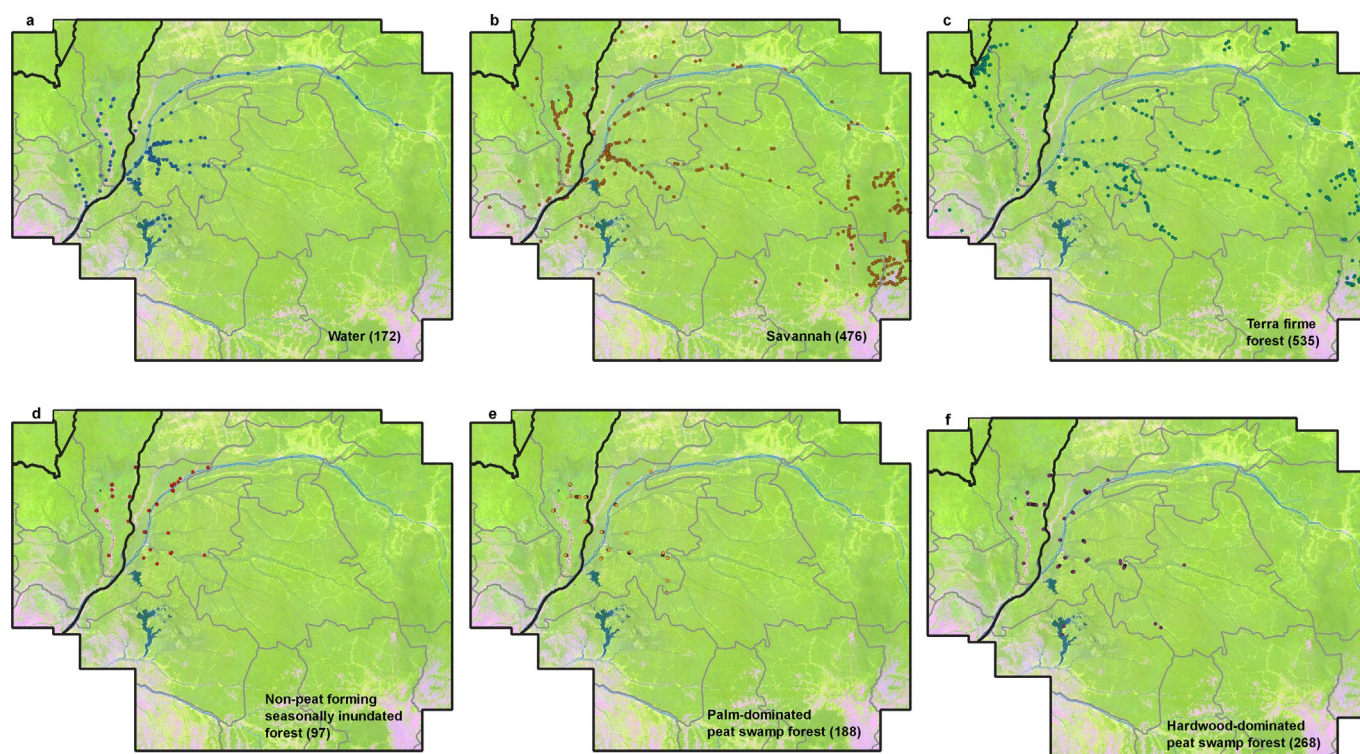 a
b
c
Water (172)
Savannah (476)
Terra firme
forest (535)
d
e
f
Non-peat forming
seasonally inundated
forest (97)
Palm-dominated
peat swamp forest (188)
Hardwood-dominated
peat swamp forest (268)